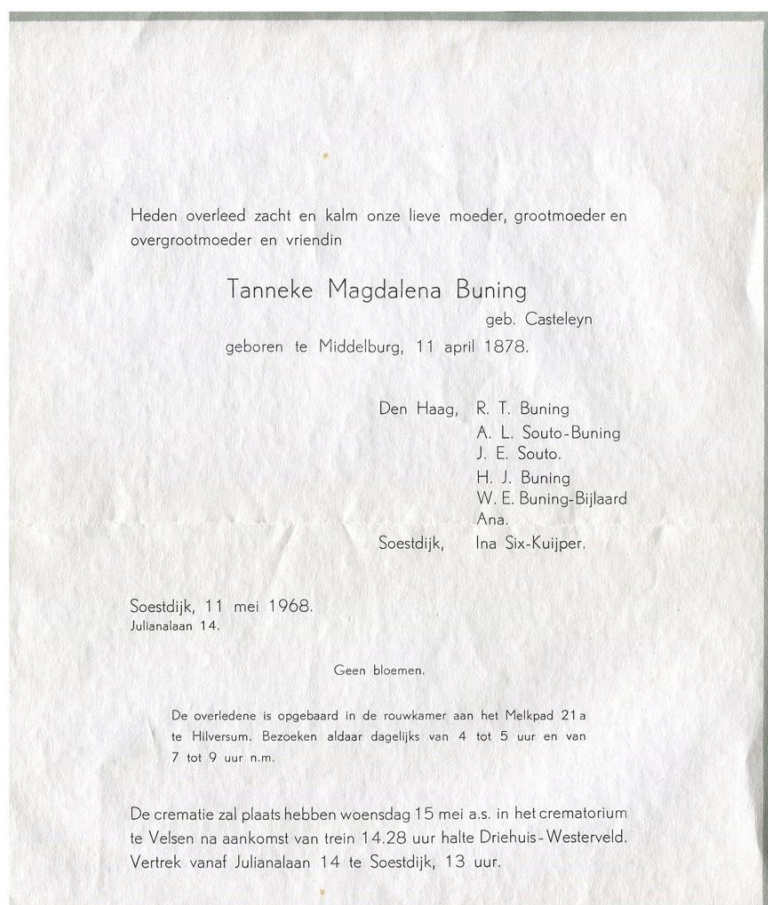 Heden overleed zacht en kalm onze lieve moeder, grootmoeder en
overgrootmoeder en vriendin
Tanneke Magdalena Buning
geb. Casteleyn
geboren te Middelburg, 11 april 1878.
Den Haag, R. T. Buning
A. L. Souto-Buning
J. E. Souto.
H. J. Buning
W. E. Buning-Bijlaard
Ana.
Soestdijk, Ina Six-Kuijper.
Soestdijk, 11 mei 1968.
Julianalaan 14.
Geen bloemen.
De overledene is opgebaard in de rouwkamer aan het Melkpad 21a
te Hilversum. Bezoeken aldaar dagelijks van 4 tot 5 uur en van
7 tot 9 uur n.m.
De crematie zal plaats hebben woensdag 15 mei a.s. in het crematorium
te Velsen na aankomst van trein 14.28 uur halte Driehuis-Westerveld.
Vertrek vanaf Julianalaan 14 te Soestdijk, 13 uur.